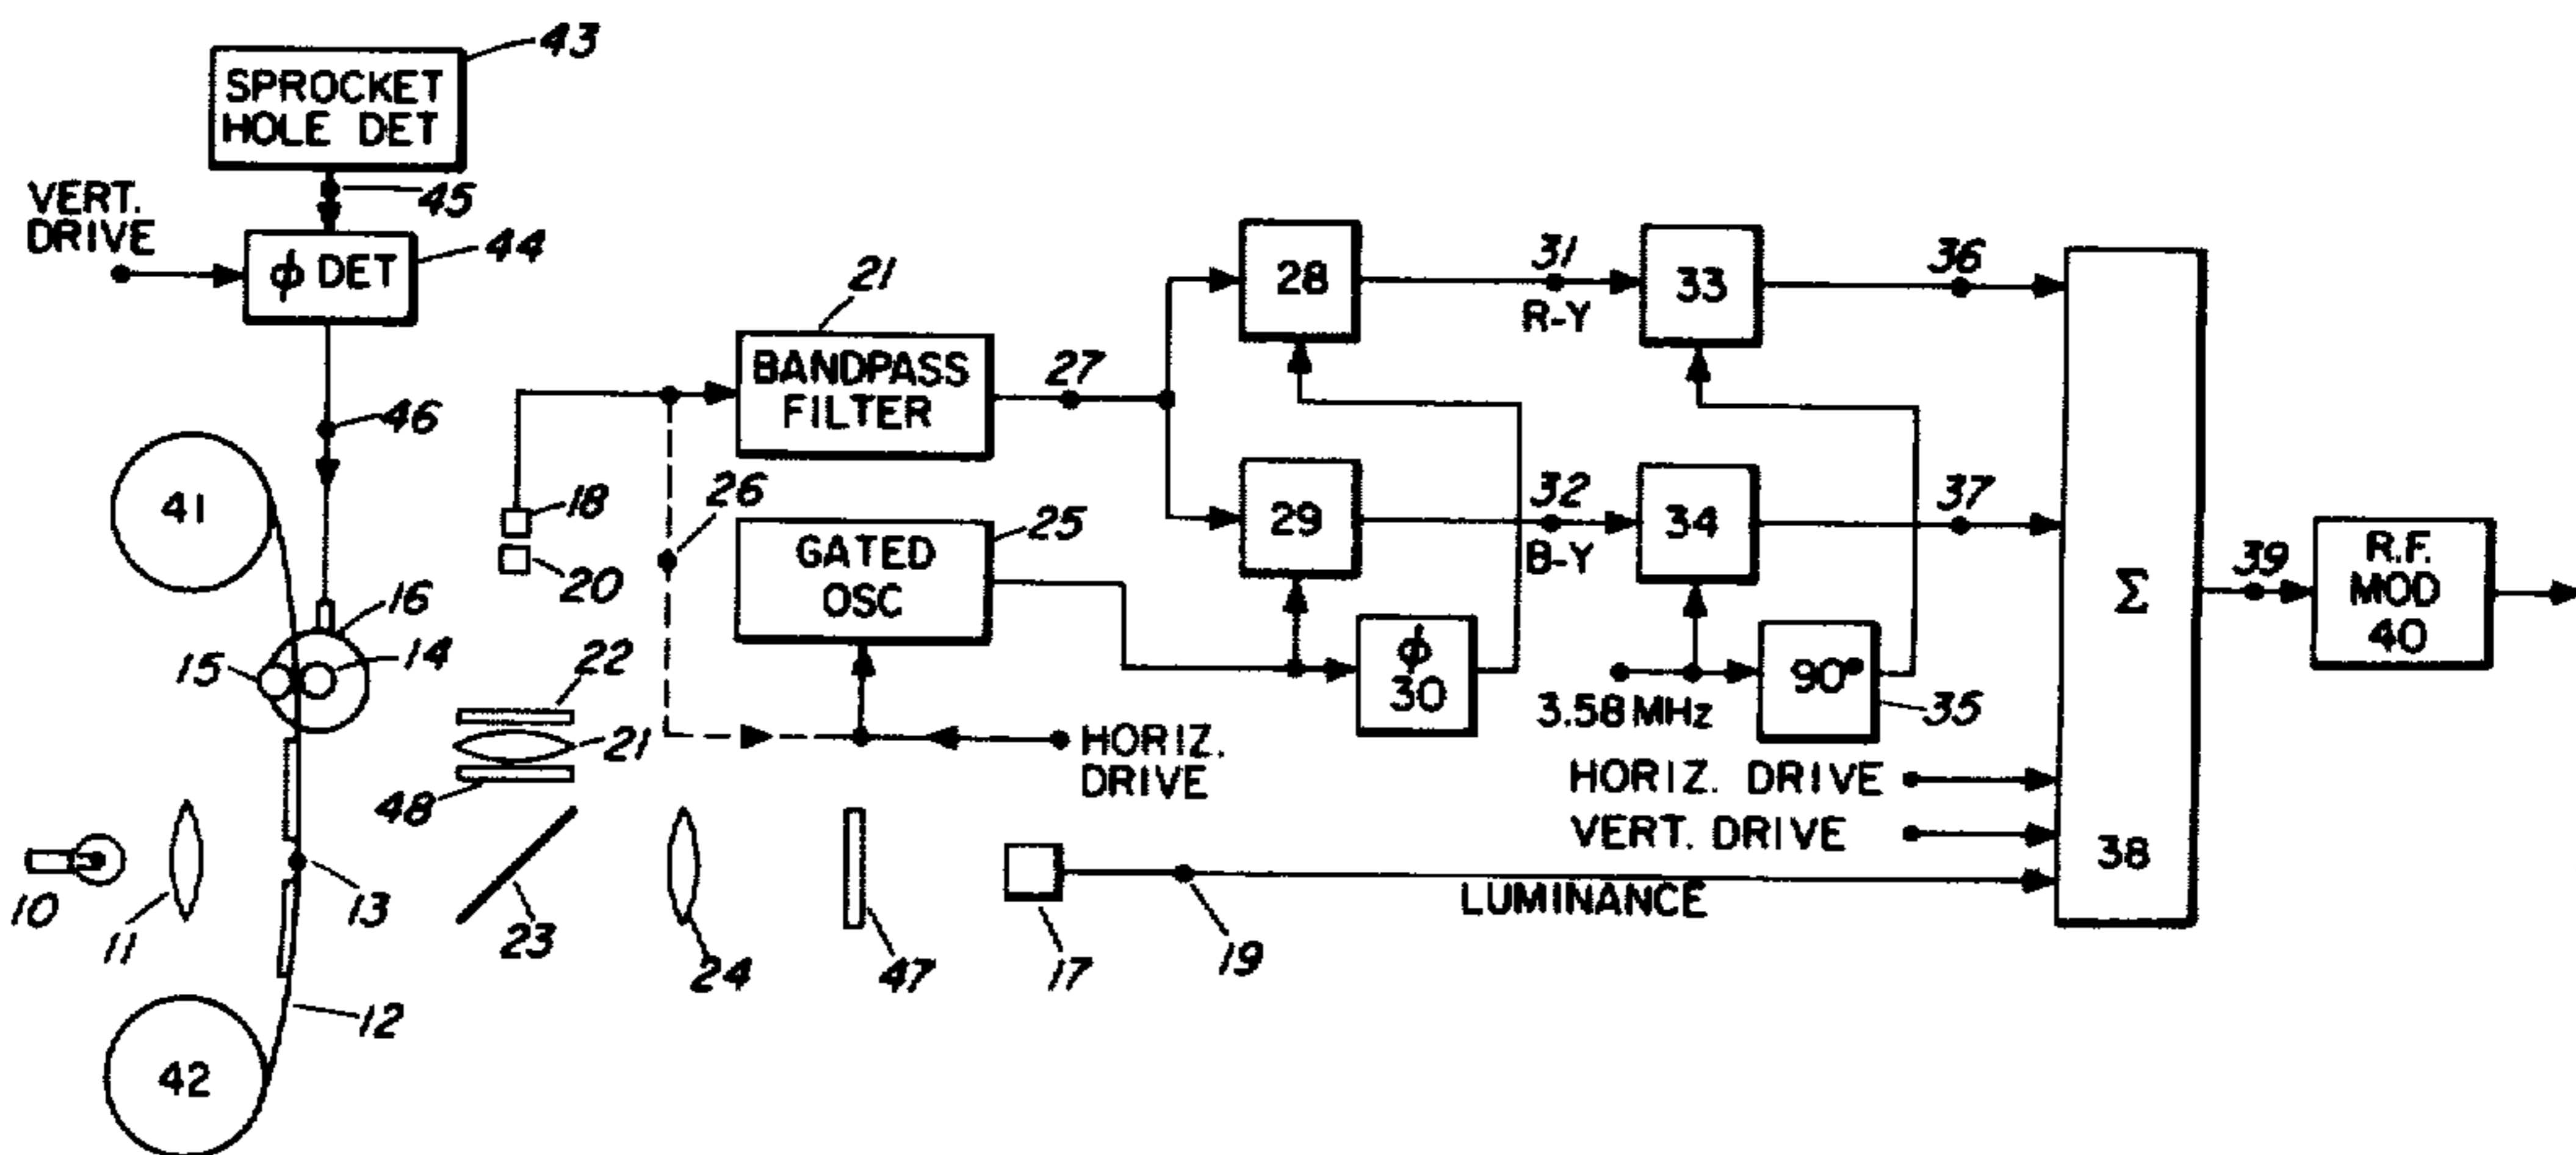 43
SPROCKET
HOLE DET
45
VERT.
DRIVE
44
φ DET
46
41
16
15
14
18
20
26
22
21
48
10
11
13
23
24
47
17
19
12
42
21
BANDPASS
FILTER
27
25
GATED
OSC
HORIZ.
DRIVE
28
31
R-Y
33
36
29
32
B-Y
34
37
φ
30
3.58 MHz
90°
35
HORIZ. DRIVE
VERT. DRIVE
LUMINANCE
Σ
38
39
R.F.
MOD
40